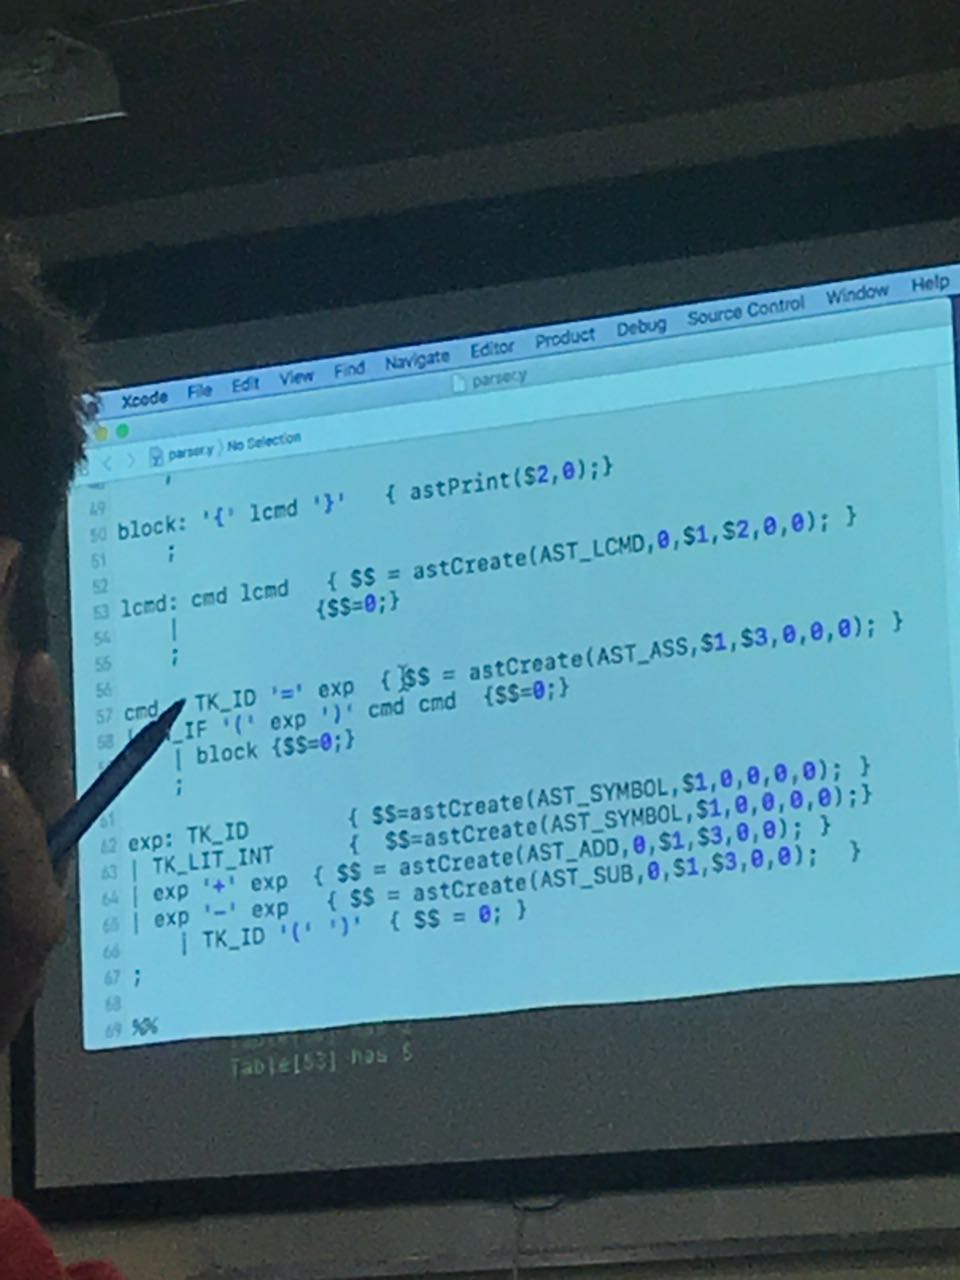 Xcode File Edit View Find Navigate Editor Product Debug Source Control Window Help
parser.y
parser.y 〉 No Selection
49
50 block: '{' lcmd '}' { astPrint($2,0);}
51 ;
52
53 lcmd: cmd lcmd { $$ = astCreate(AST_LCMD,0,$1,$2,0,0); }
54 | {$$=0;}
55 ;
56
57 cmd TK_ID '=' exp { $$ = astCreate(AST_ASS,$1,$3,0,0,0); }
58 _IF '(' exp ')' cmd cmd {$$=0;}
| block {$$=0;}
;
61
62 exp: TK_ID { $$=astCreate(AST_SYMBOL,$1,0,0,0,0); }
63 | TK_LIT_INT { $$=astCreate(AST_SYMBOL,$1,0,0,0,0);}
64 | exp '+' exp { $$ = astCreate(AST_ADD,0,$1,$3,0,0); }
65 | exp '-' exp { $$ = astCreate(AST_SUB,0,$1,$3,0,0); }
66 | TK_ID '(' ')' { $$ = 0; }
67 ;
68
69 %%
Table[53] has S